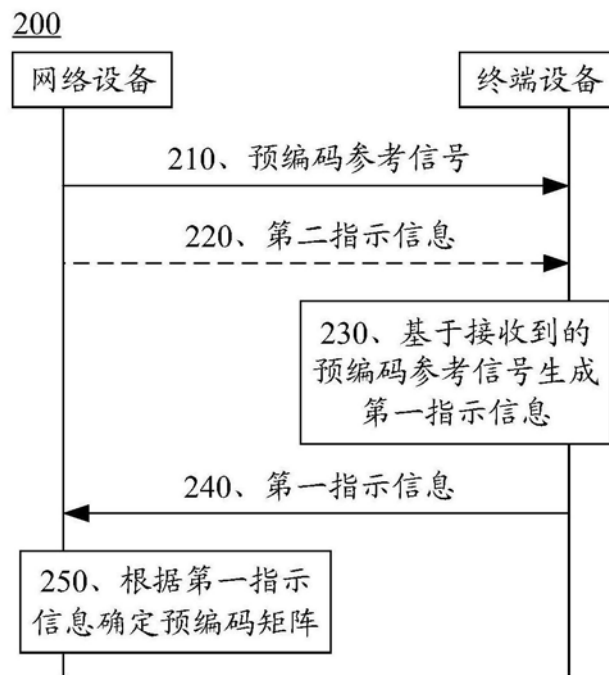 200
网络设备
终端设备
210、预编码参考信号
220、第二指示信息
230、基于接收到的
预编码参考信号生成
第一指示信息
240、第一指示信息
250、根据第一指示
信息确定预编码矩阵